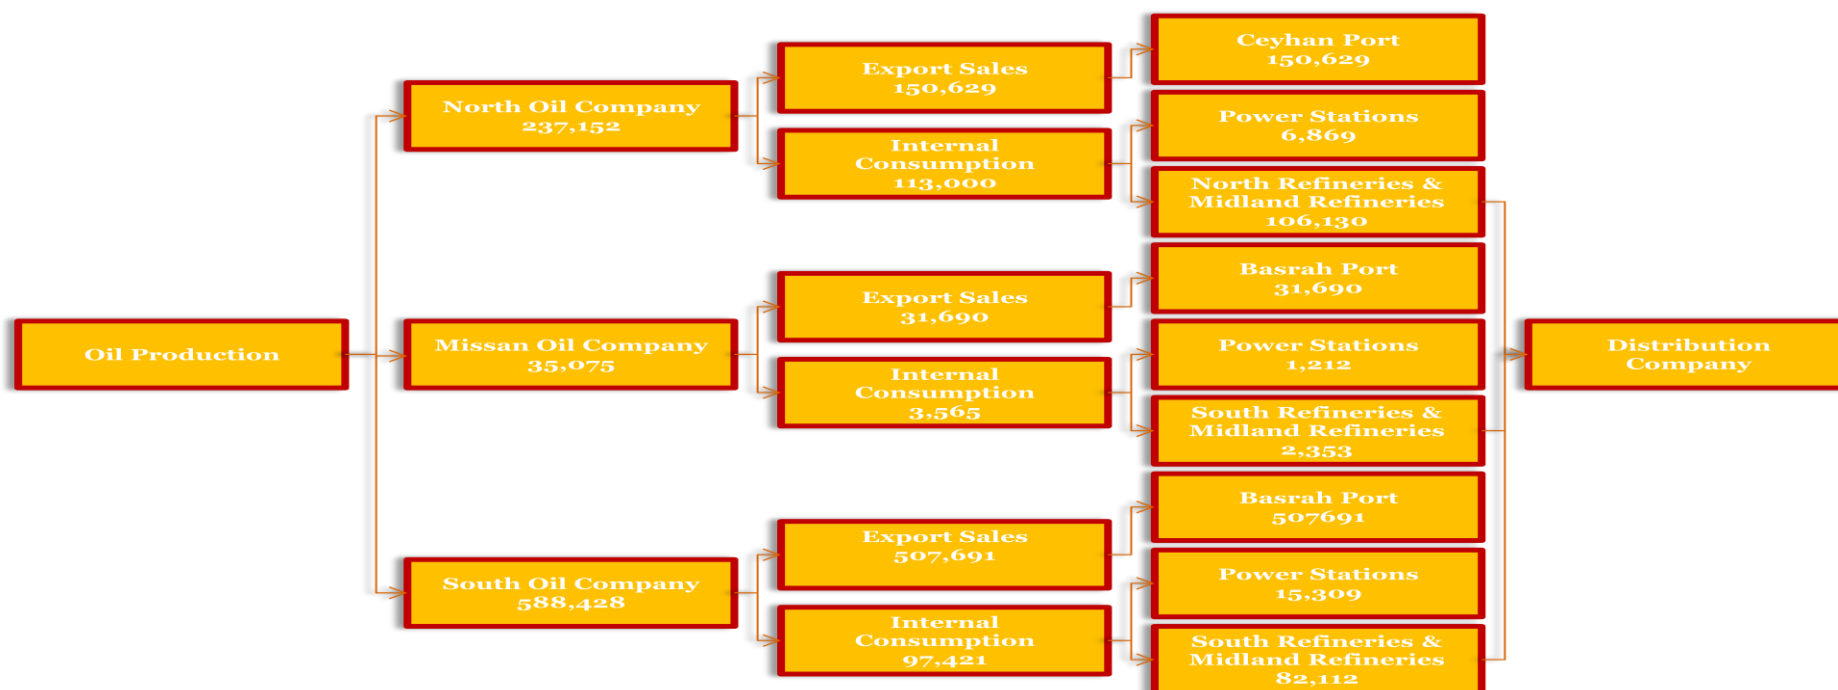 Oil Production
North Oil Company
237,152
Missan Oil Company
35,075
South Oil Company
588,428
Export Sales
150,629
Internal
Consumption
113,000
Export Sales
31,690
Internal
Consumption
3,565
Export Sales
507,691
Internal
Consumption
97,421
Ceyhan Port
150,629
Power Stations
6,869
North Refineries &
Midland Refineries
106,130
Basrah Port
31,690
Power Stations
1,212
South Refineries &
Midland Refineries
2,353
Basrah Port
507691
Power Stations
15,309
South Refineries &
Midland Refineries
82,112
Distribution
Company